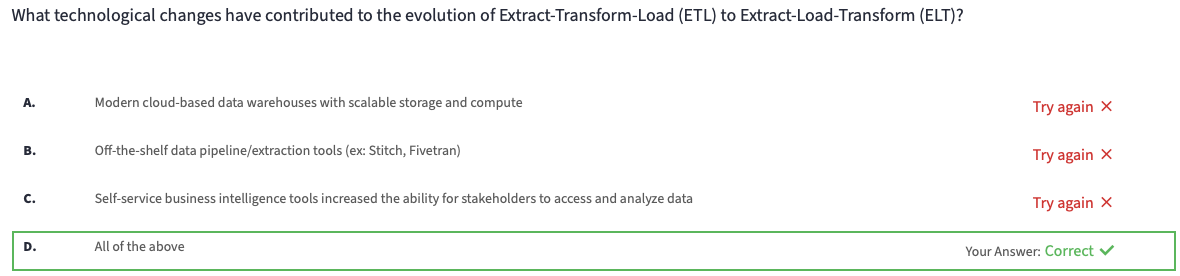 What technological changes have contributed to the evolution of Extract-Transform-Load (ETL) to Extract-Load-Transform (ELT)?
A. Modern cloud-based data warehouses with scalable storage and compute Try again ✕
B. Off-the-shelf data pipeline/extraction tools (ex: Stitch, Fivetran) Try again ✕
C. Self-service business intelligence tools increased the ability for stakeholders to access and analyze data Try again ✕
D. All of the above Your Answer: Correct ✔